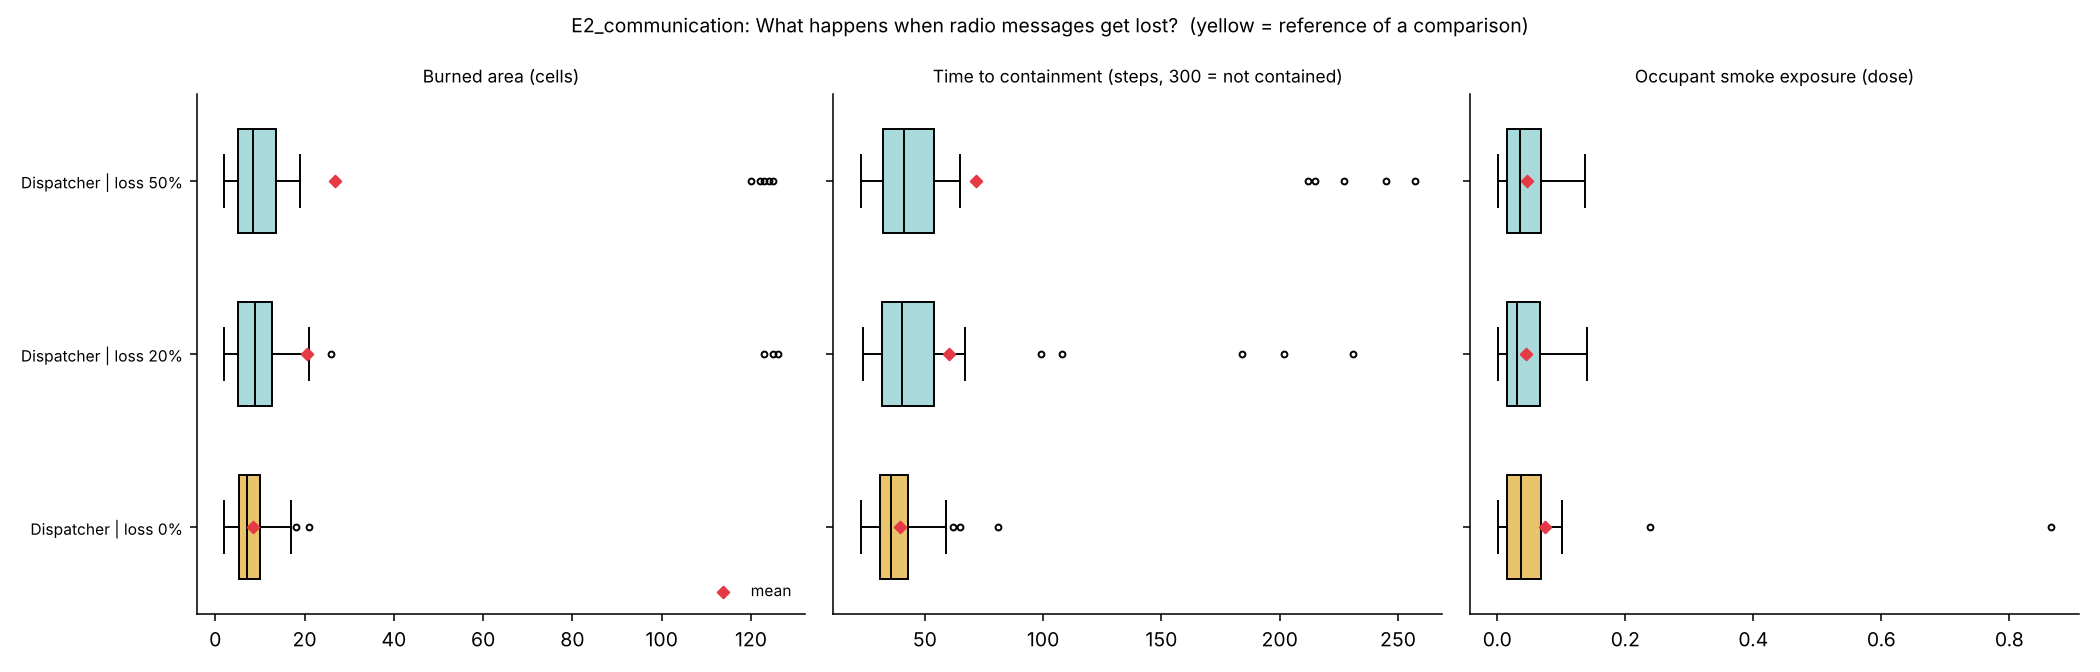 E2_communication: What happens when radio messages get lost?  (yellow = reference of a comparison)
Burned area (cells)
Time to containment (steps, 300 = not contained)
Occupant smoke exposure (dose)
Dispatcher | loss 50%
Dispatcher | loss 20%
Dispatcher | loss 0%
mean
0 20 40 60 80 100 120
50 100 150 200 250
0.0 0.2 0.4 0.6 0.8